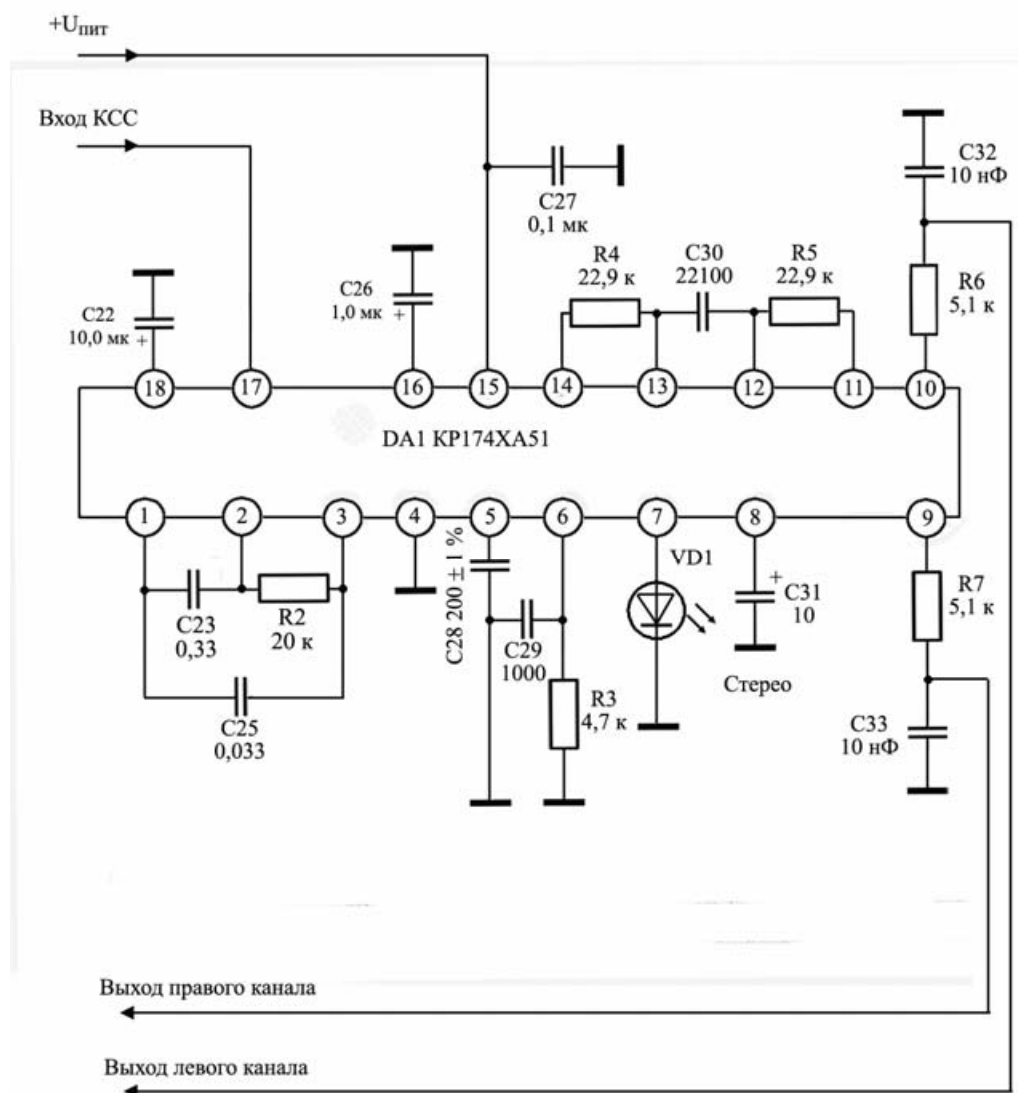 +Uпит
Вход КСС
C32
10 нФ
C27
0,1 мк
R4
22,9 к
C30
22100
R5
22,9 к
R6
5,1 к
C22
10,0 мк +
C26
1,0 мк +
18
17
16
15
14
13
12
11
10
DA1 КР174ХА51
1
2
3
4
5
6
7
8
9
C28 200 ± 1 %
VD1
C23
0,33
R2
20 к
C29
1000
+
C31
10
R7
5,1 к
C25
0,033
R3
4,7 к
Стерео
C33
10 нФ
Выход правого канала
Выход левого канала